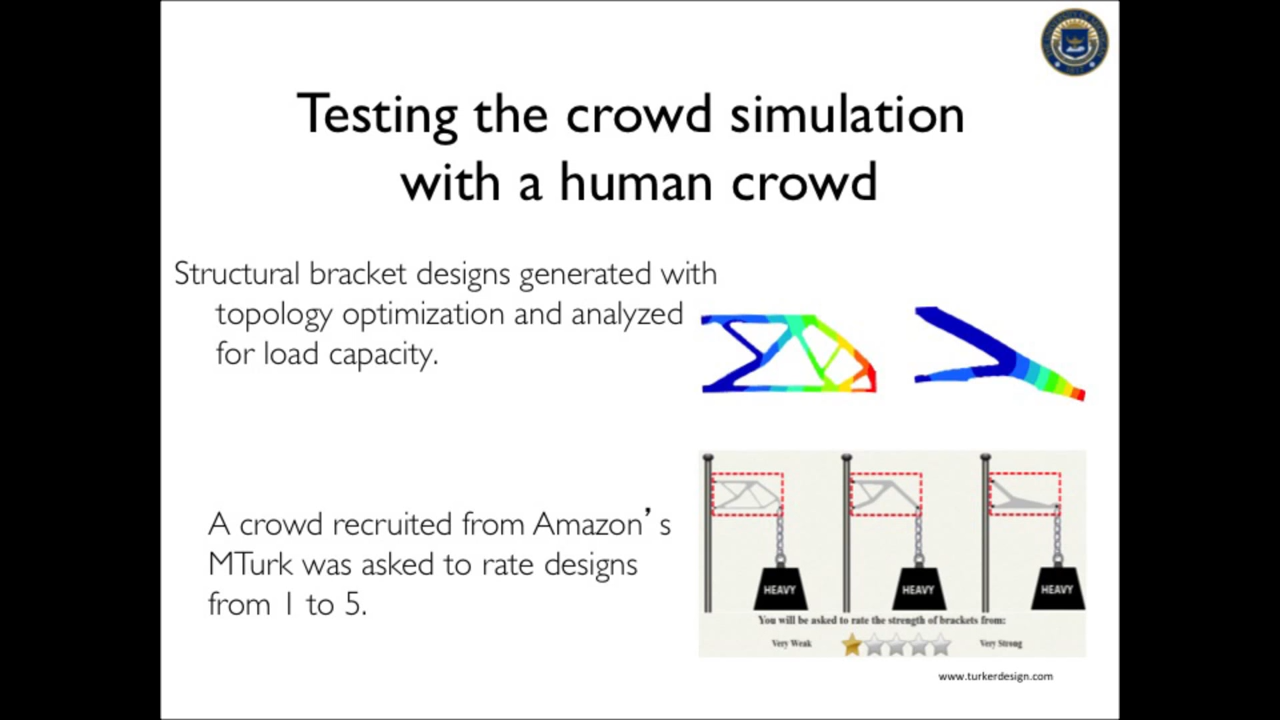 Testing the crowd simulation
with a human crowd
Structural bracket designs generated with
topology optimization and analyzed
for load capacity.
A crowd recruited from Amazon’s
MTurk was asked to rate designs
from 1 to 5.
HEAVY HEAVY HEAVY
You will be asked to rate the strength of brackets from:
Very Weak Very Strong
www.turkerdesign.com